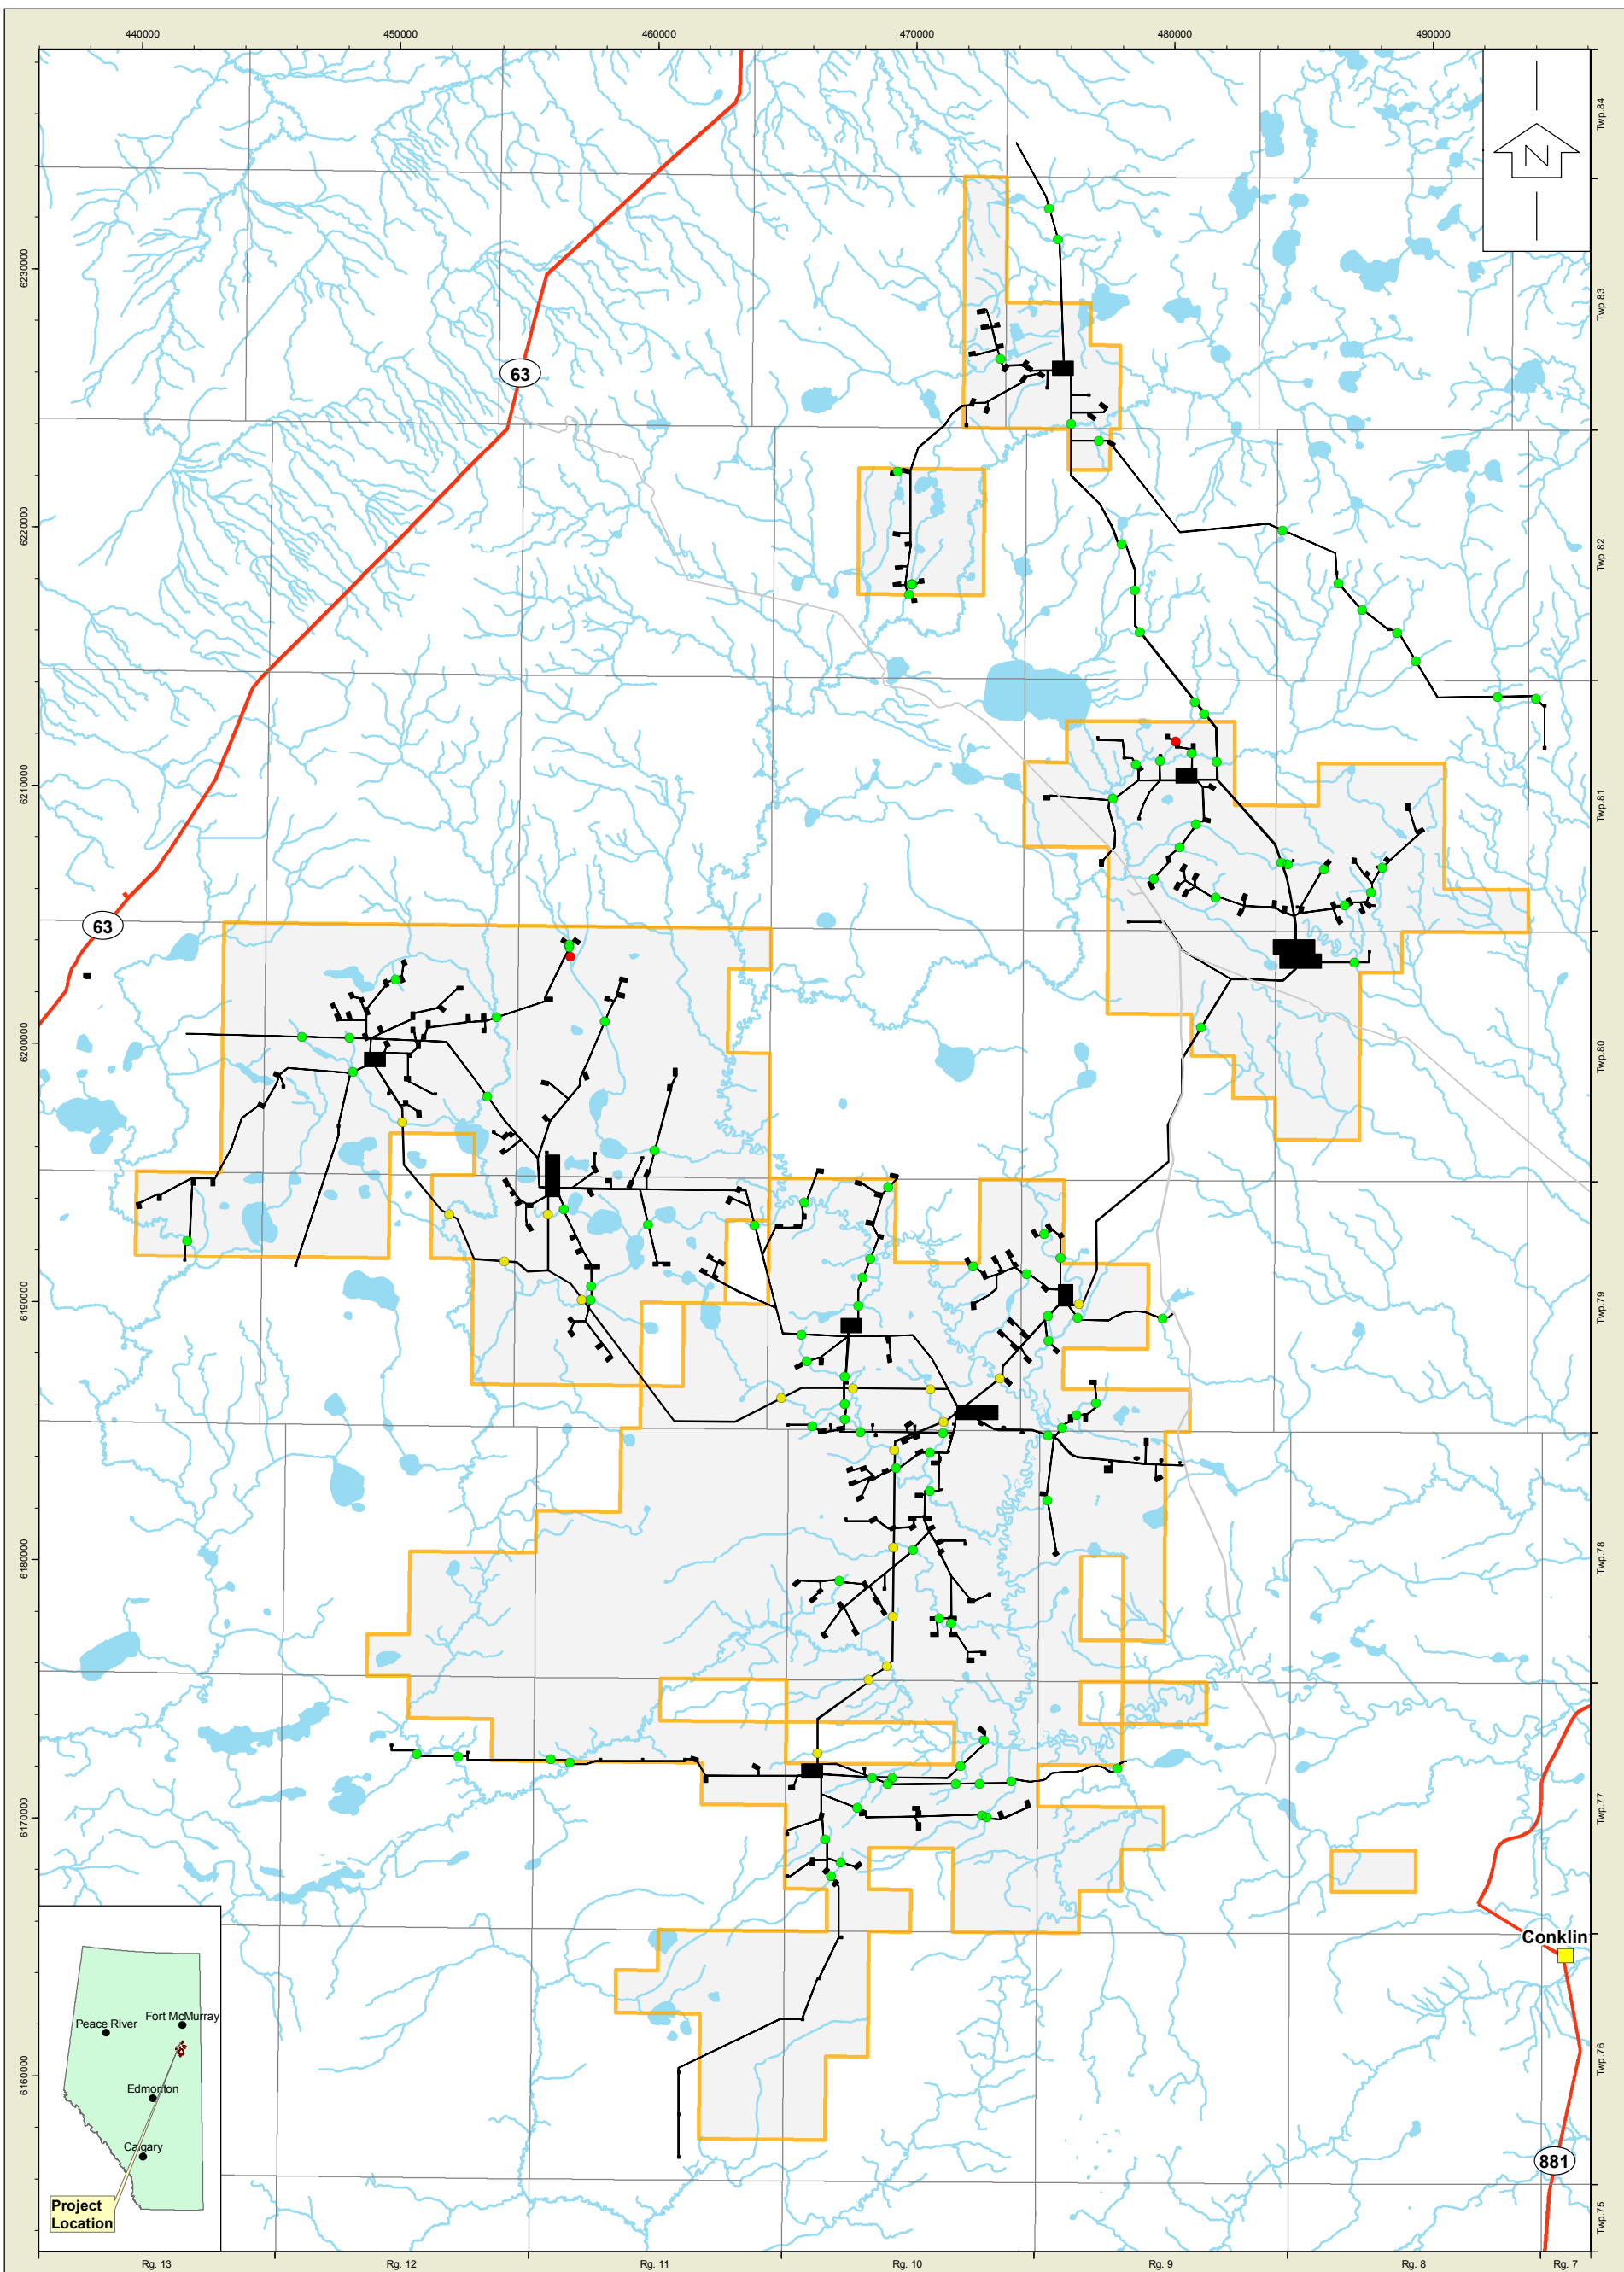 440000
450000
460000
470000
480000
490000
Twp.84
N
6230000
Twp.83
63
6220000
Twp.82
6210000
Twp.81
63
6200000
Twp.80
6190000
Twp.79
6180000
Twp.78
6170000
Twp.77
Conklin
Fort McMurray
Peace River
6160000
Twp.76
Edmonton
Calgary
881
Project
Location
Twp.75
Rg. 13
Rg. 12
Rg. 11
Rg. 10
Rg. 9
Rg. 8
Rg. 7